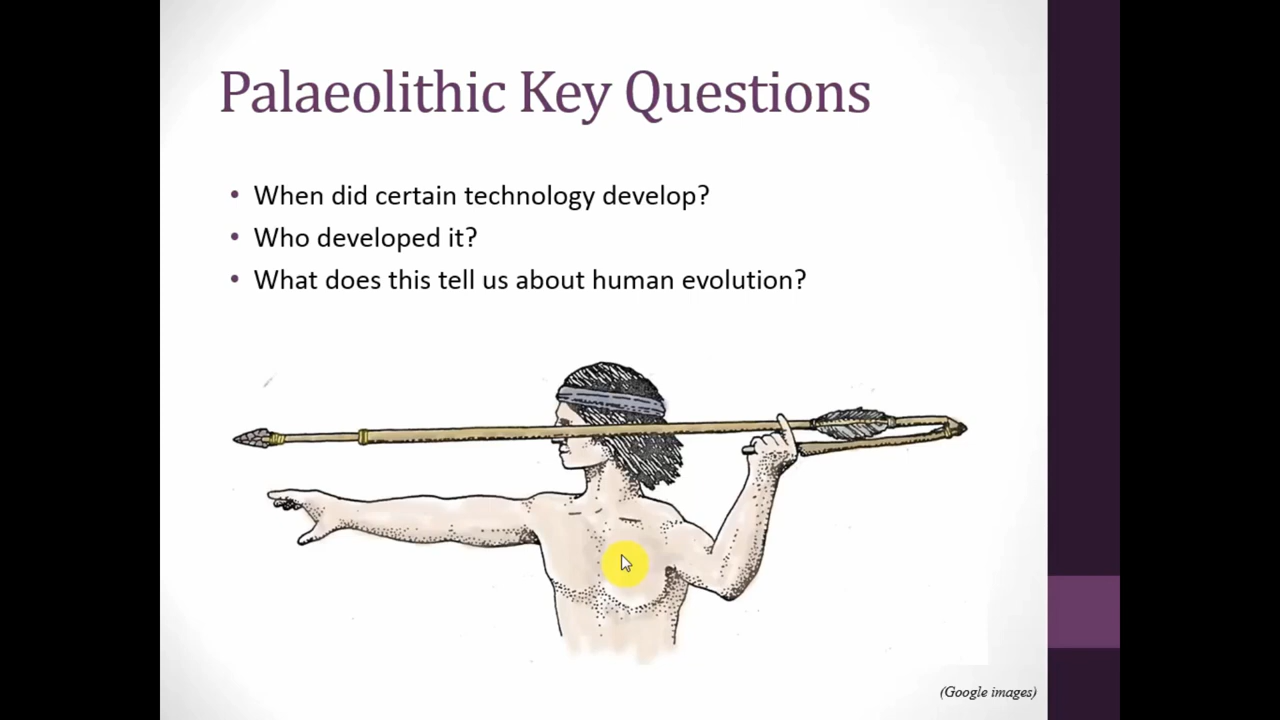 Palaeolithic Key Questions
• When did certain technology develop?
• Who developed it?
• What does this tell us about human evolution?
(Google images)